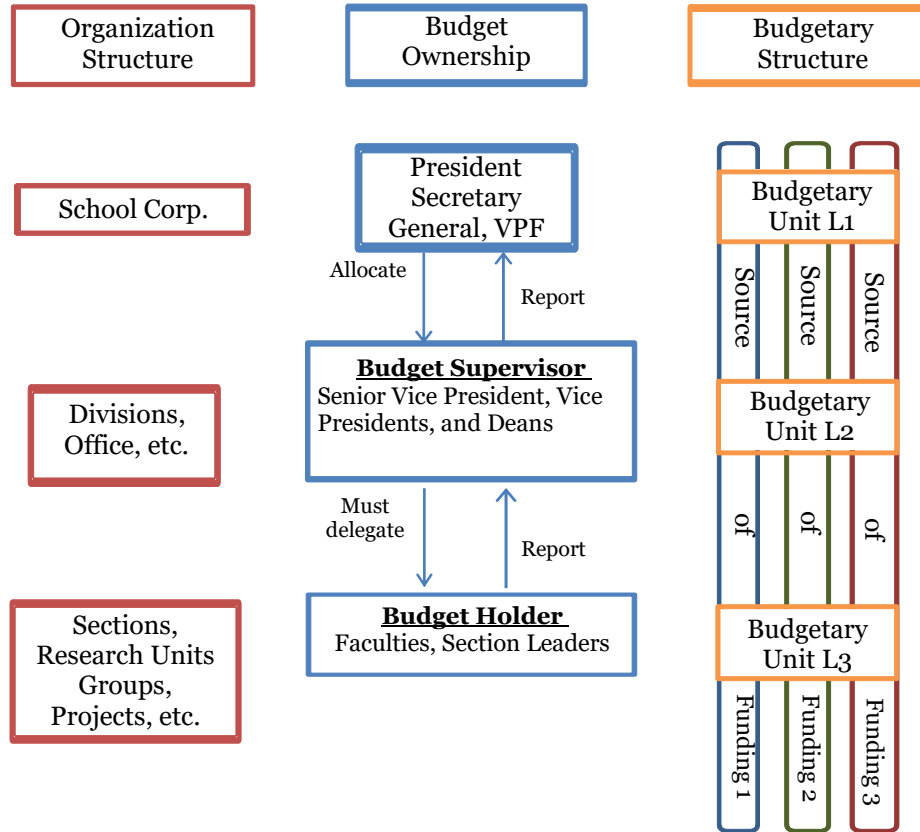 Organization
Structure
Budget
Ownership
Budgetary
Structure
School Corp.
President
Secretary
General, VPF
Budgetary
Unit L1
Allocate
Report
Source
Source
Source
Divisions,
Office, etc.
Budget Supervisor
Senior Vice President, Vice
Presidents, and Deans
Budgetary
Unit L2
Must
delegate
Report
of
of
of
Sections,
Research Units
Groups,
Projects, etc.
Budget Holder
Faculties, Section Leaders
Budgetary
Unit L3
Funding 1
Funding 2
Funding 3